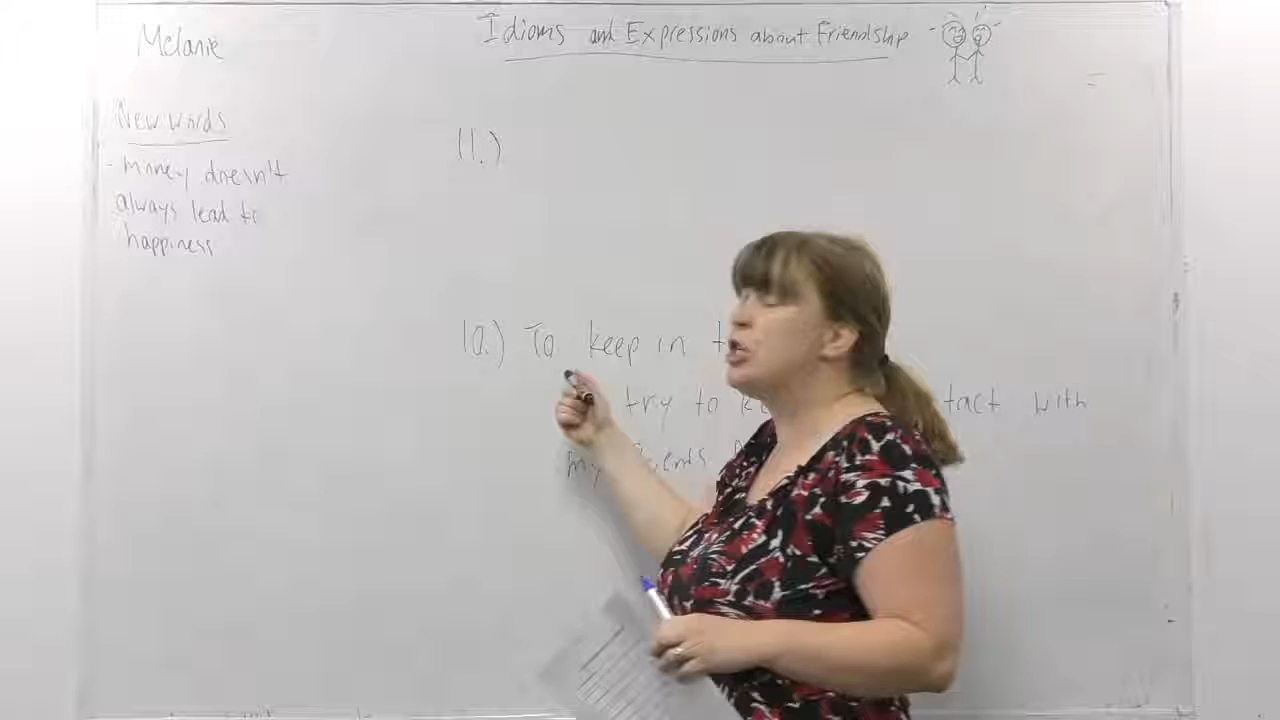 Melanie
Idioms and Expressions about Friendship
New words
- money doesn't
always lead to
happiness
11.)
10.) To keep in
try to tact with
my